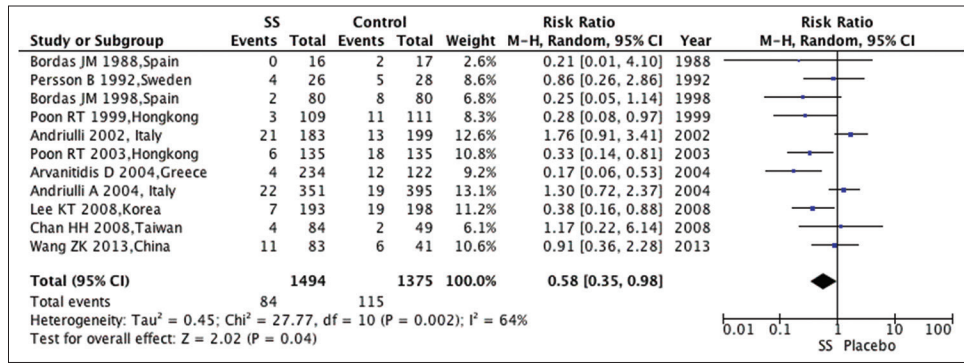 SS Control Risk Ratio Risk Ratio
Study or Subgroup Events Total Events Total Weight M-H, Random, 95% CI Year M-H, Random, 95% CI
Bordas JM 1988,Spain 0 16 2 17 2.6% 0.21 [0.01, 4.10] 1988
Persson B 1992,Sweden 4 26 5 28 8.6% 0.86 [0.26, 2.86] 1992
Bordas JM 1998,Spain 2 80 8 80 6.8% 0.25 [0.05, 1.14] 1998
Poon RT 1999,Hongkong 3 109 11 111 8.3% 0.28 [0.08, 0.97] 1999
Andriulli 2002, Italy 21 183 13 199 12.6% 1.76 [0.91, 3.41] 2002
Poon RT 2003,Hongkong 6 135 18 135 10.8% 0.33 [0.14, 0.81] 2003
Arvanitidis D 2004,Greece 4 234 12 122 9.2% 0.17 [0.06, 0.53] 2004
Andriulli A 2004, Italy 22 351 19 395 13.1% 1.30 [0.72, 2.37] 2004
Lee KT 2008,Korea 7 193 19 198 11.2% 0.38 [0.16, 0.88] 2008
Chan HH 2008,Taiwan 4 84 2 49 6.1% 1.17 [0.22, 6.14] 2008
Wang ZK 2013,China 11 83 6 41 10.6% 0.91 [0.36, 2.28] 2013
Total (95% CI) 1494 1375 100.0% 0.58 [0.35, 0.98]
Total events 84 115
Heterogeneity: Tau² = 0.45; Chi² = 27.77, df = 10 (P = 0.002); I² = 64%
Test for overall effect: Z = 2.02 (P = 0.04)
0.01 0.1 1 10 100
SS Placebo